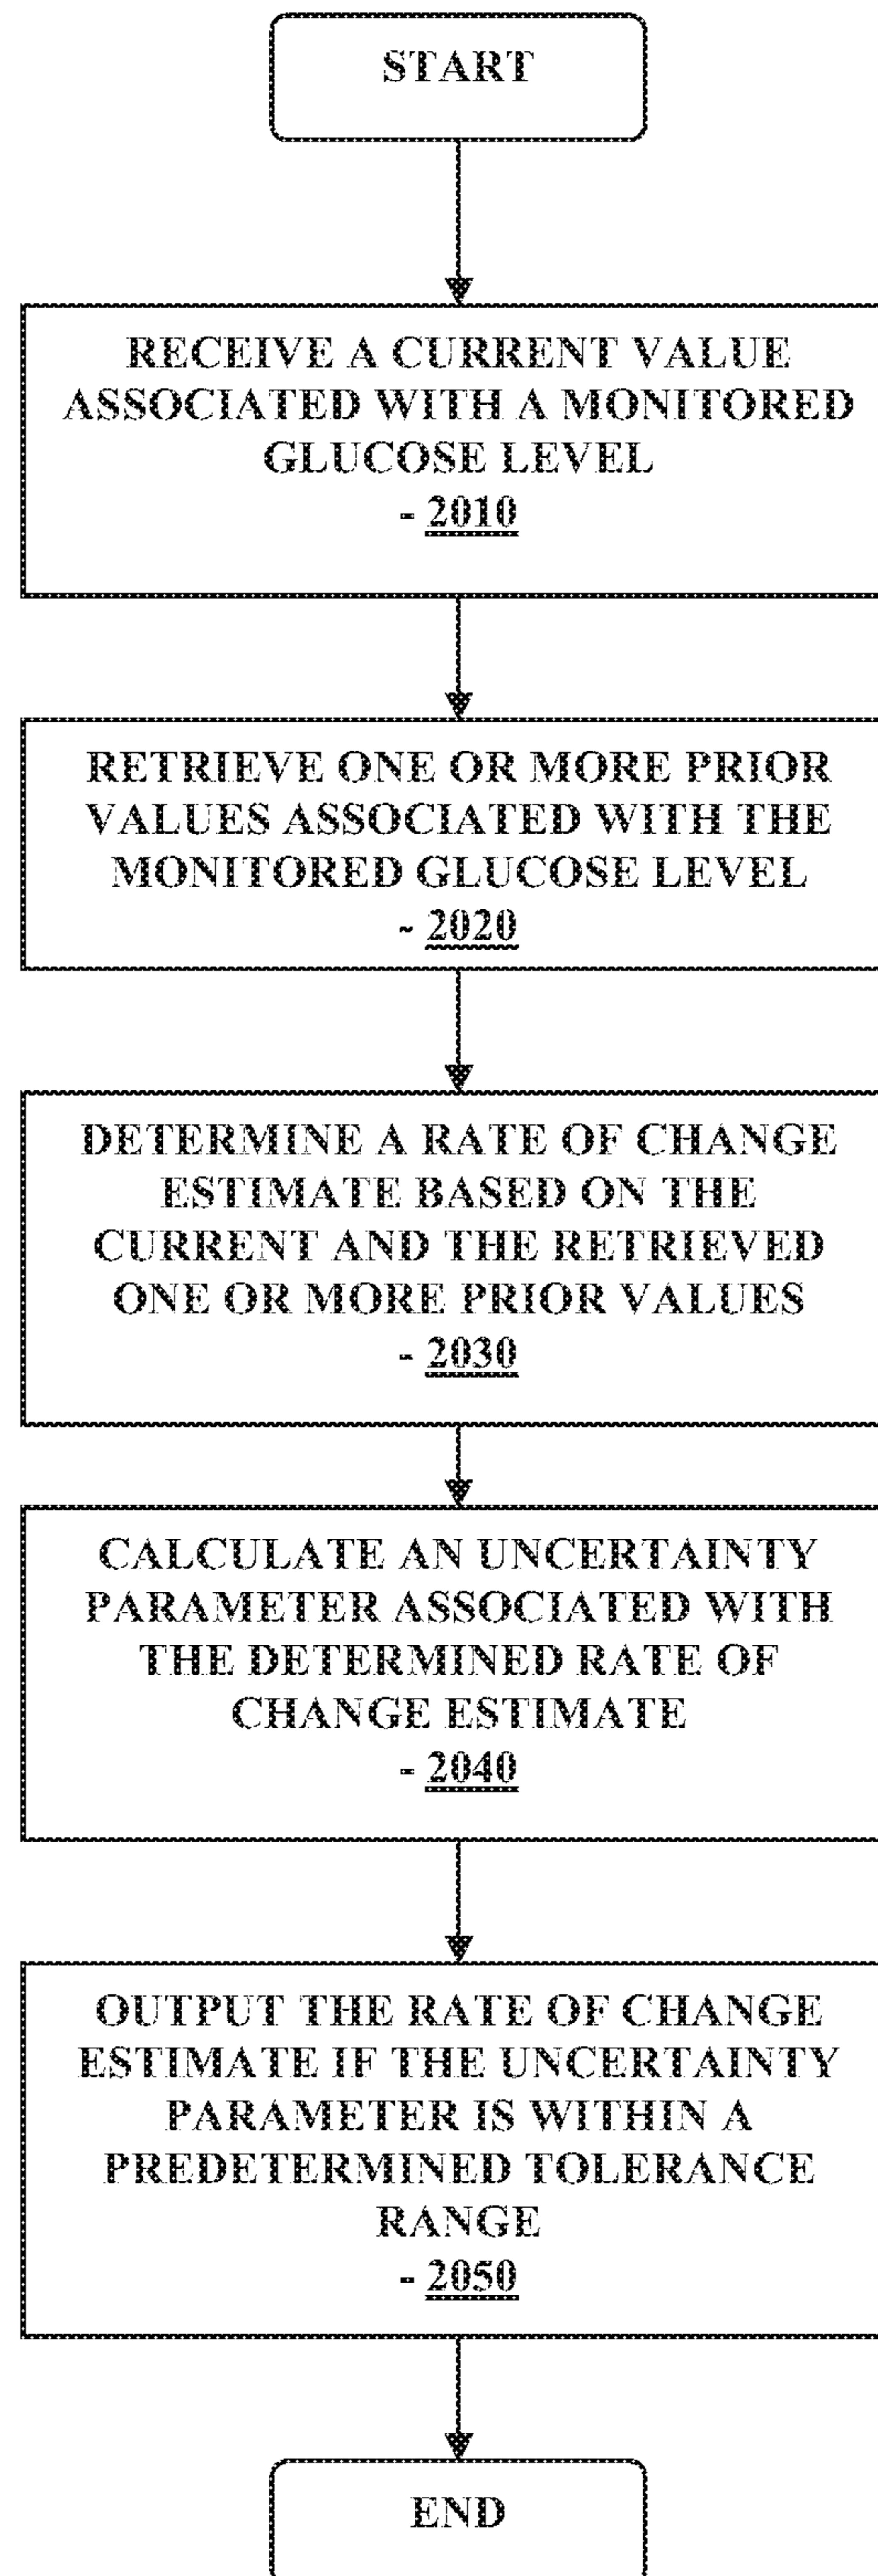 START
RECEIVE A CURRENT VALUE
ASSOCIATED WITH A MONITORED
GLUCOSE LEVEL
- 2010
RETRIEVE ONE OR MORE PRIOR
VALUES ASSOCIATED WITH THE
MONITORED GLUCOSE LEVEL
- 2020
DETERMINE A RATE OF CHANGE
ESTIMATE BASED ON THE
CURRENT AND THE RETRIEVED
ONE OR MORE PRIOR VALUES
- 2030
CALCULATE AN UNCERTAINTY
PARAMETER ASSOCIATED WITH
THE DETERMINED RATE OF
CHANGE ESTIMATE
- 2040
OUTPUT THE RATE OF CHANGE
ESTIMATE IF THE UNCERTAINTY
PARAMETER IS WITHIN A
PREDETERMINED TOLERANCE
RANGE
- 2050
END